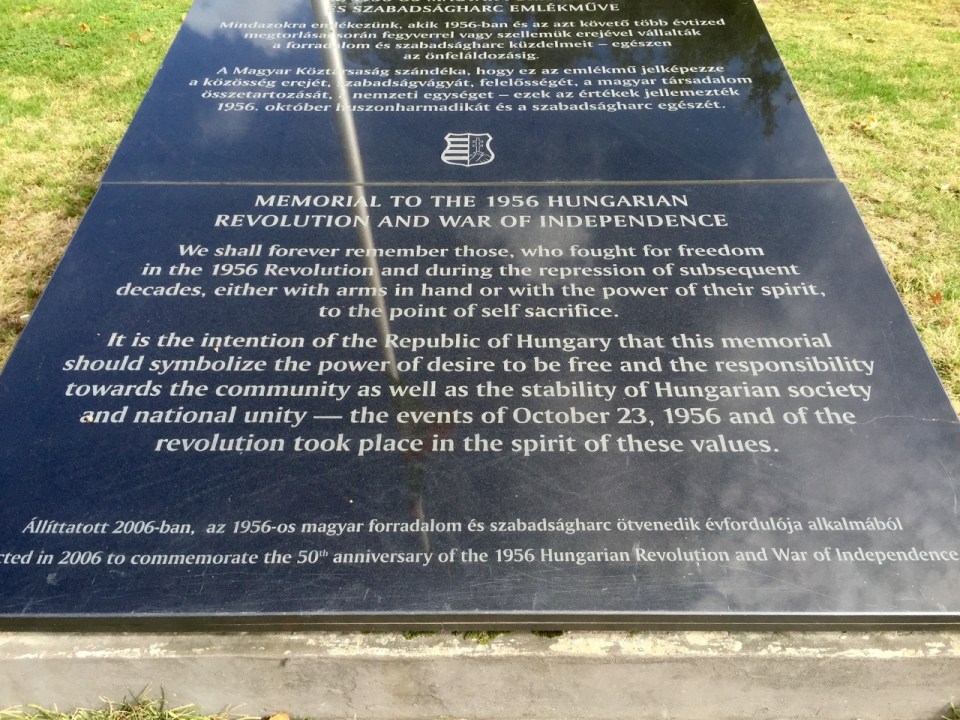 ÉS SZABADSÁGHARC EMLÉKMŰVE
Mindazokra emlékezünk, akik 1956-ban és az azt követő több évtized
megtorlásai során fegyverrel vagy szellemük erejével vállalták
a forradalom és szabadságharc küzdelmeit – egészen
az önfeláldozásig.
A Magyar Köztársaság szándéka, hogy ez az emlékmű jelképezze
a közösség erejét, szabadságvágyát, felelősségét, a magyar társadalom
összetartozását, a nemzeti egységet — ezek az értékek jellemezték
1956. október huszonharmadikát és a szabadságharc egészét.
MEMORIAL TO THE 1956 HUNGARIAN
REVOLUTION AND WAR OF INDEPENDENCE
We shall forever remember those, who fought for freedom
in the 1956 Revolution and during the repression of subsequent
decades, either with arms in hand or with the power of their spirit,
to the point of self sacrifice.
It is the intention of the Republic of Hungary that this memorial
should symbolize the power of desire to be free and the responsibility
towards the community as well as the stability of Hungarian society
and national unity — the events of October 23, 1956 and of the
revolution took place in the spirit of these values.
Állíttatott 2006-ban, az 1956-os magyar forradalom és szabadságharc ötvenedik évfordulója alkalmából
cted in 2006 to commemorate the 50th anniversary of the 1956 Hungarian Revolution and War of Independence